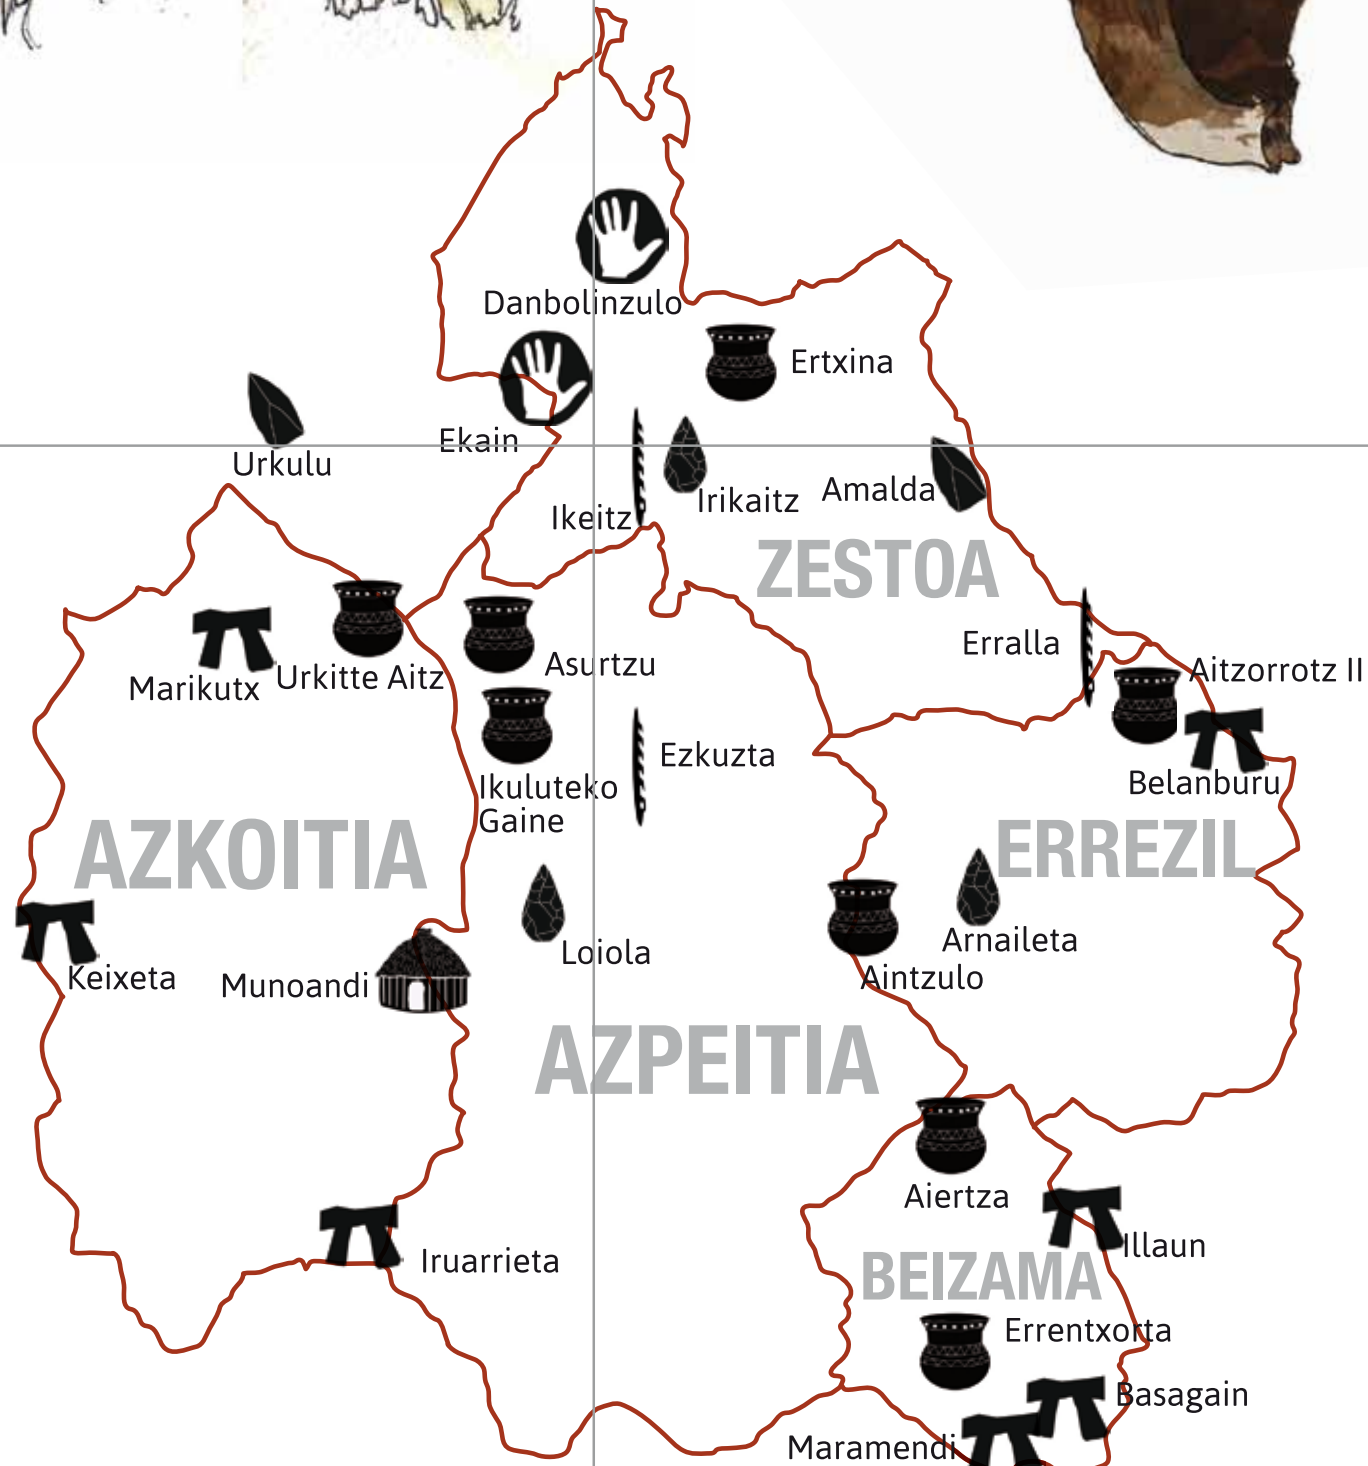 Danbolinzulo
Ertxina
Ekain
Urkulu
Irikaitz
Amalda
Ikeitz
ZESTOA
Erralla
Asurtzu
Aitzorrotz II
Urkitte Aitz
Marikutx
Ezkuzta
Belanburu
Ikuluteko
Gaine
AZKOITIA
ERREZIL
Arnaileta
Loiola
Keixeta
Aintzulo
Munoandi
AZPEITIA
Aiertza
Illaun
Iruarrieta
BEIZAMA
Errentxorta
Basagain
Maramendi